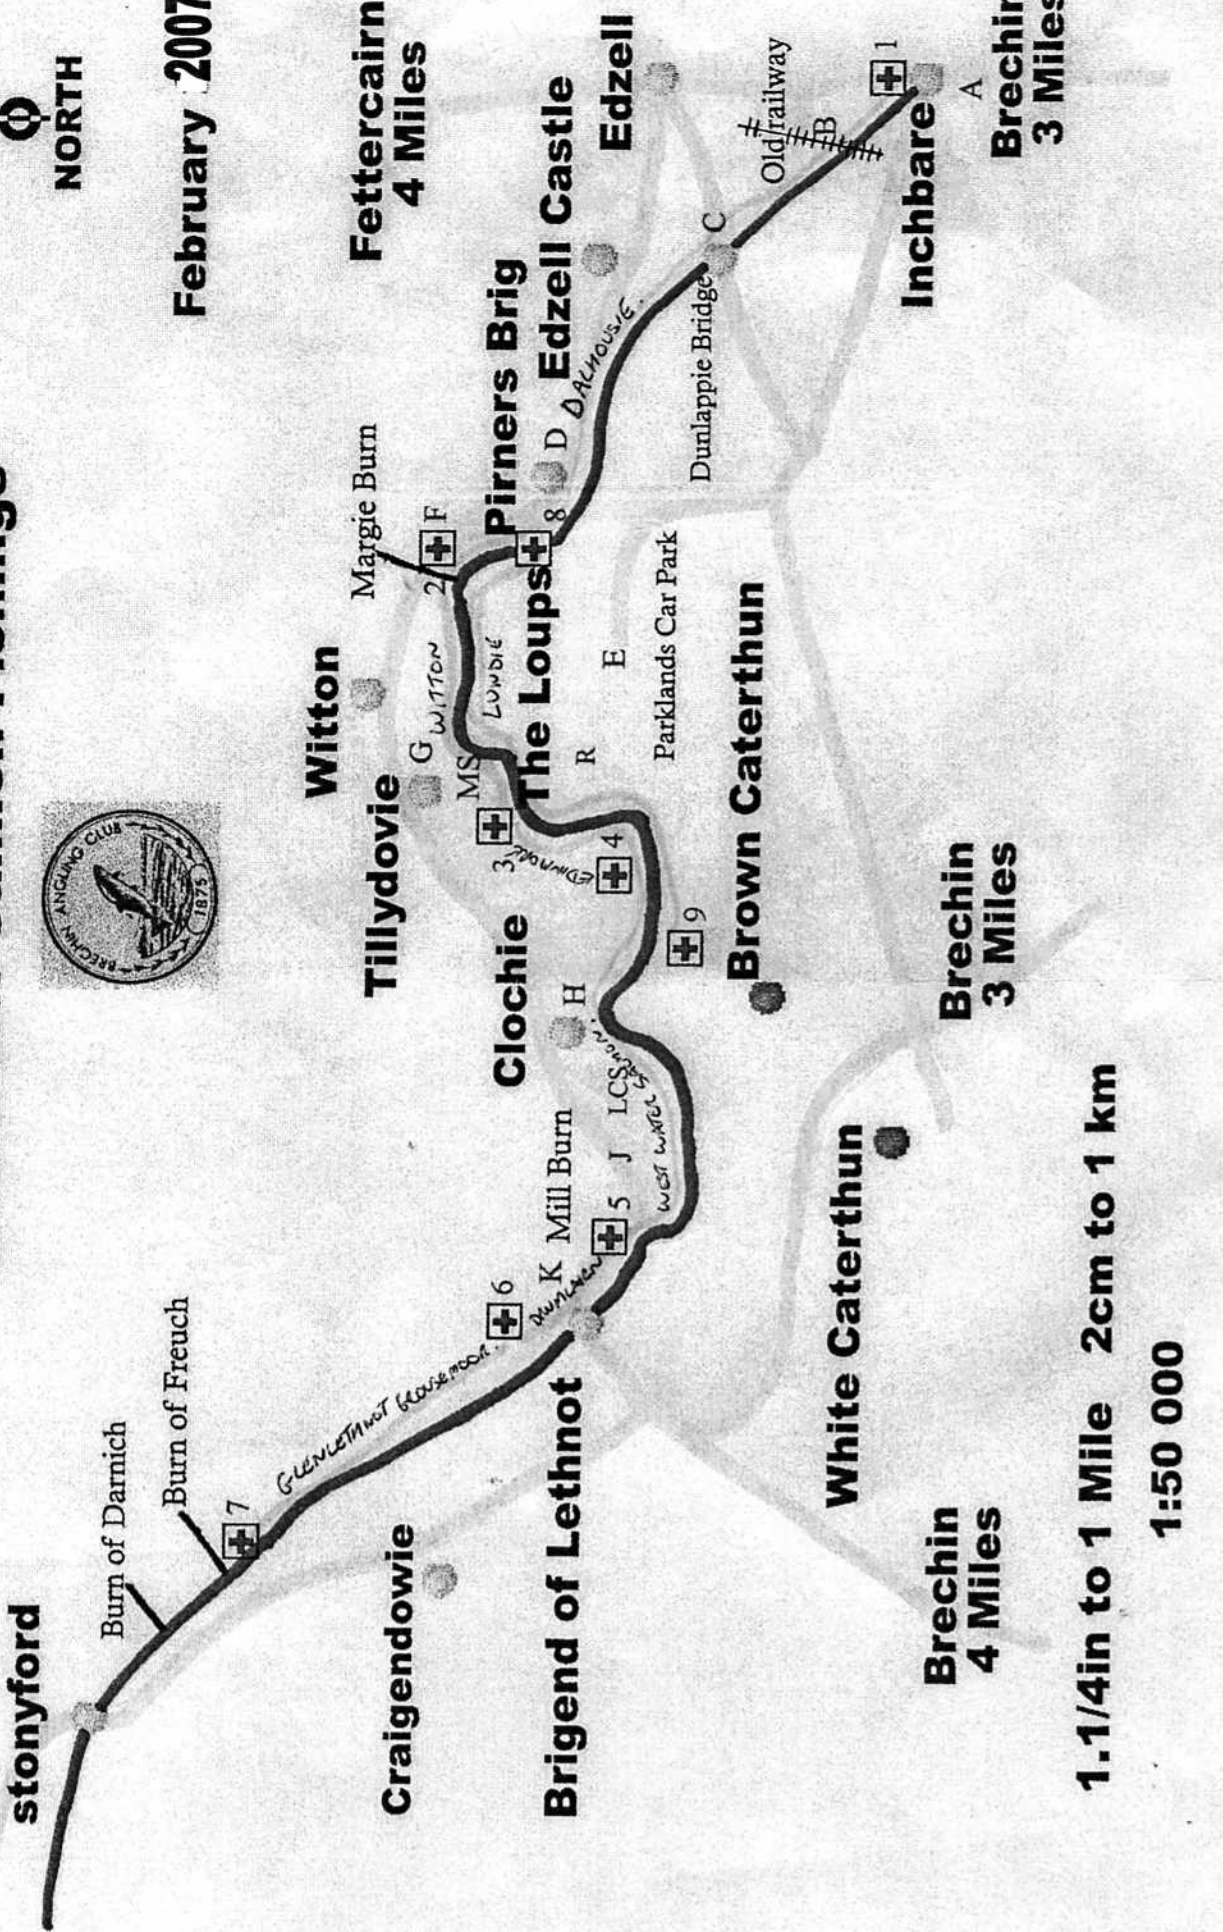 NORTH
February 2007
stonyford
Burn of Darnich
Burn of Freuch
7
GLENLETHNOT GROUSEMOOR.
Craigendowie
Brigend of Lethnot
6
K
Mill Burn
5
J
LCS
WEST WATER SALMON.
BRECHIN ANGLING CLUB
1875
Witton
Tillydovie
Clochie
H
G
MS
WITTON
LUNDIE
3
4
9
The Loups
R
E
Parklands Car Park
Margie Burn
2
F
Pirners Brig
8
D
DALHOUSIE.
Fettercairn
4 Miles
Edzell Castle
Edzell
Dunlappie Bridge
C
Old railway
B
1
A
Inchbare
Brechin
3 Miles
Brown Caterthun
White Caterthun
Brechin
3 Miles
Brechin
4 Miles
1.1/4in to 1 Mile 2cm to 1 km
1:50 000